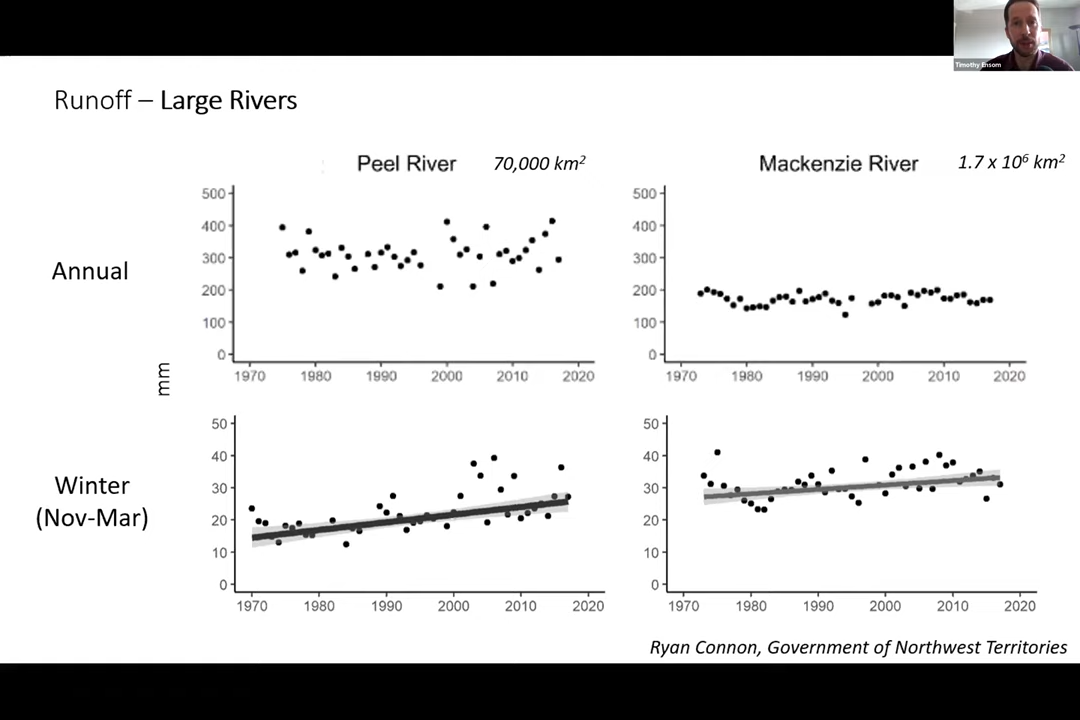 Timothy Ensom
Runoff – Large Rivers
Peel River 70,000 km²
Mackenzie River 1.7 x 10⁶ km²
Annual
500
400
300
200
100
0
1970 1980 1990 2000 2010 2020
500
400
300
200
100
0
1970 1980 1990 2000 2010 2020
mm
Winter
(Nov-Mar)
50
40
30
20
10
0
1970 1980 1990 2000 2010 2020
50
40
30
20
10
0
1970 1980 1990 2000 2010 2020
Ryan Connon, Government of Northwest Territories